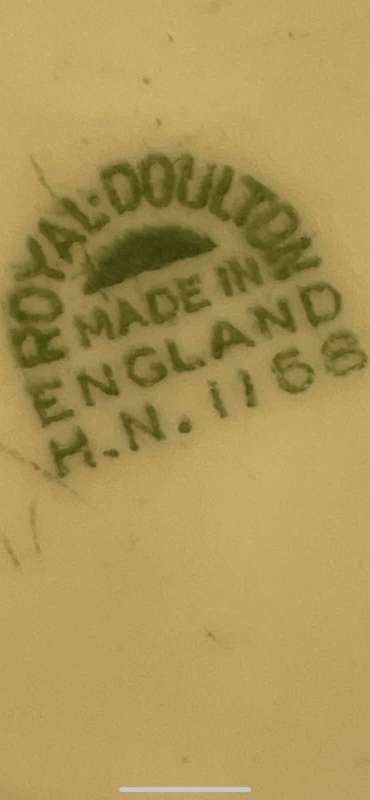 ROYAL·DOULTON
MADE IN
ENGLAND
H.N. 1168